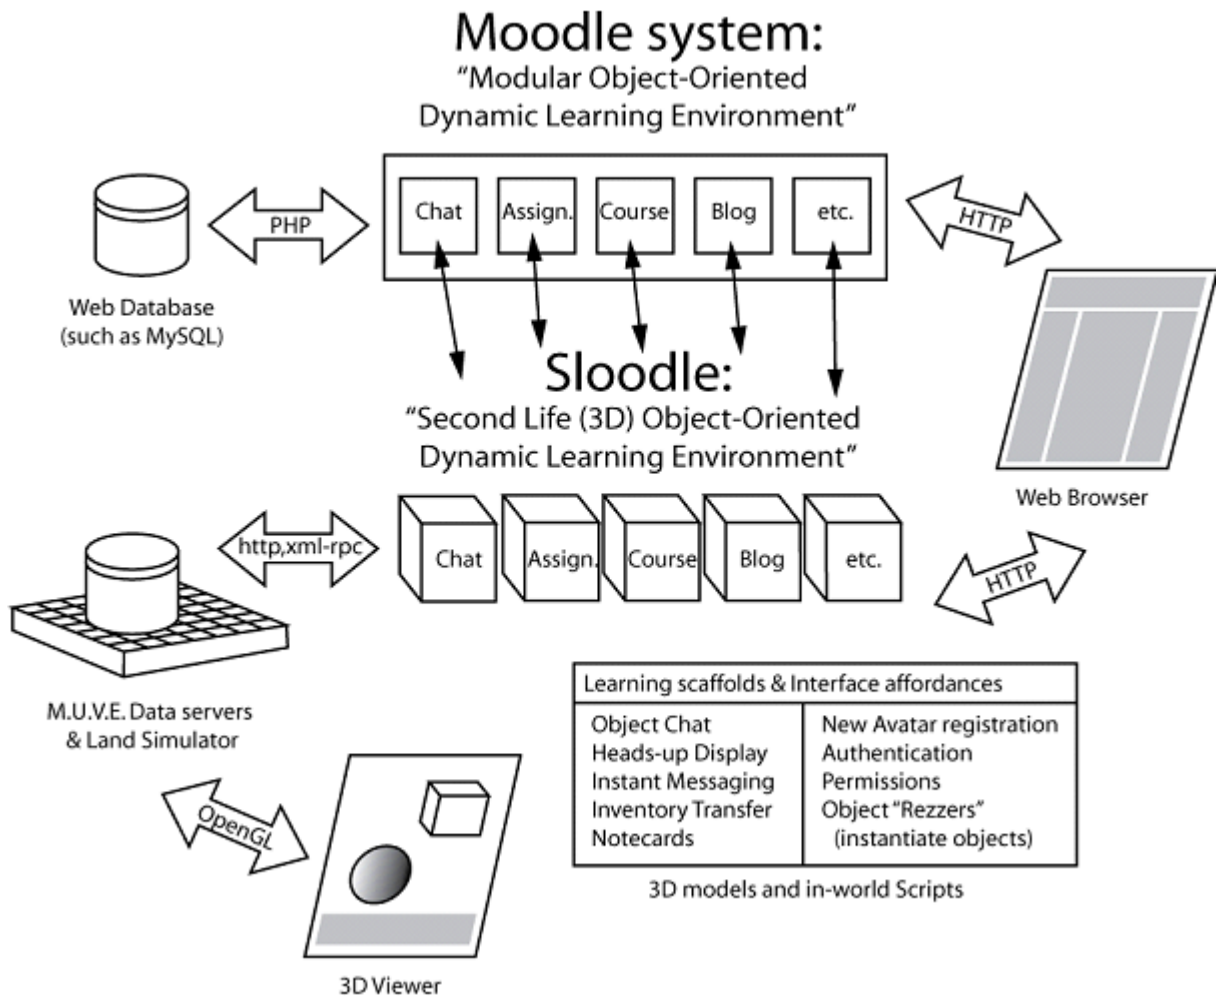 Moodle system:
“Modular Object-Oriented
Dynamic Learning Environment”
Chat
Assign.
Course
Blog
etc.
PHP
HTTP
Web Database
(such as MySQL)
Sloodle:
“Second Life (3D) Object-Oriented
Dynamic Learning Environment”
Web Browser
http,xml-rpc
Chat
Assign.
Course
Blog
etc.
HTTP
M.U.V.E. Data servers
& Land Simulator
Learning scaffolds & Interface affordances
Object Chat
Heads-up Display
Instant Messaging
Inventory Transfer
Notecards
New Avatar registration
Authentication
Permissions
Object “Rezzers”
(instantiate objects)
3D models and in-world Scripts
OpenGL
3D Viewer